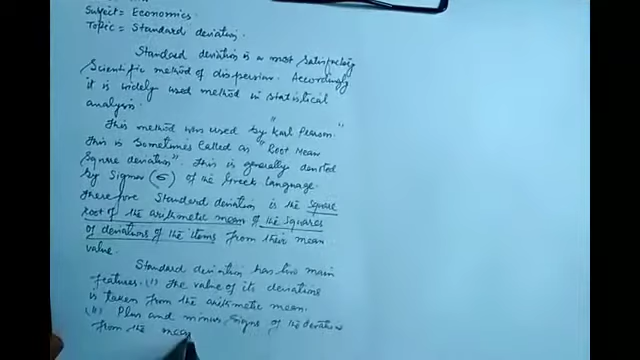 Subject = Economics.
Topic = Standard deviation.
Standard deviation is a most satisfactory
Scientific method of dispersion. Accordingly
it is widely used method in statistical
analysis.
This method was used by "Karl Pearson."
This is Sometimes Called as "Root Mean
Square deviation". This is generally denoted
by Sigma (σ) of the Greek Language.
Therefore Standard deviation is the square
root of the arithmetic mean of the squares
of deviations of the items from their mean
value.
Standard deviation has two main
features. (i) The value of its deviations
is taken from the arithmetic mean.
(ii) Plus and minus signs of the deviation
from the mean